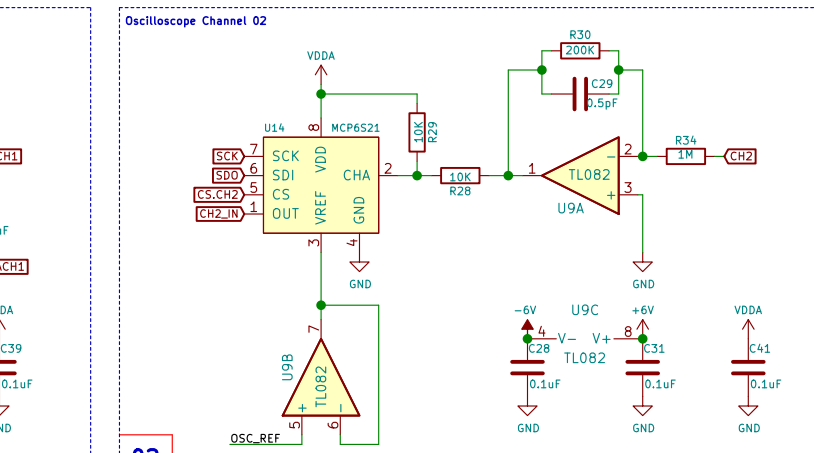 Oscilloscope Channel 02
R30
200K
VDDA
C29
0.5pF
U14
MCP6S21
8
10K
R29
CH1
SCK
7
SCK
VDD
SDO
6
SDI
CHA
2
CS.CH2
5
CS
CH2_IN
1
OUT
VREF
GND
3
4
GND
10K
R28
1
TL082
2
−
3
+
U9A
R34
1M
CH2
GND
ACH1
DA
C39
0.1uF
ND
7
U9B
TL082
+
−
5
6
OSC_REF
-6V
U9C
+6V
VDDA
4
V−
V+
8
C28
TL082
C31
C41
0.1uF
0.1uF
0.1uF
GND
GND
GND